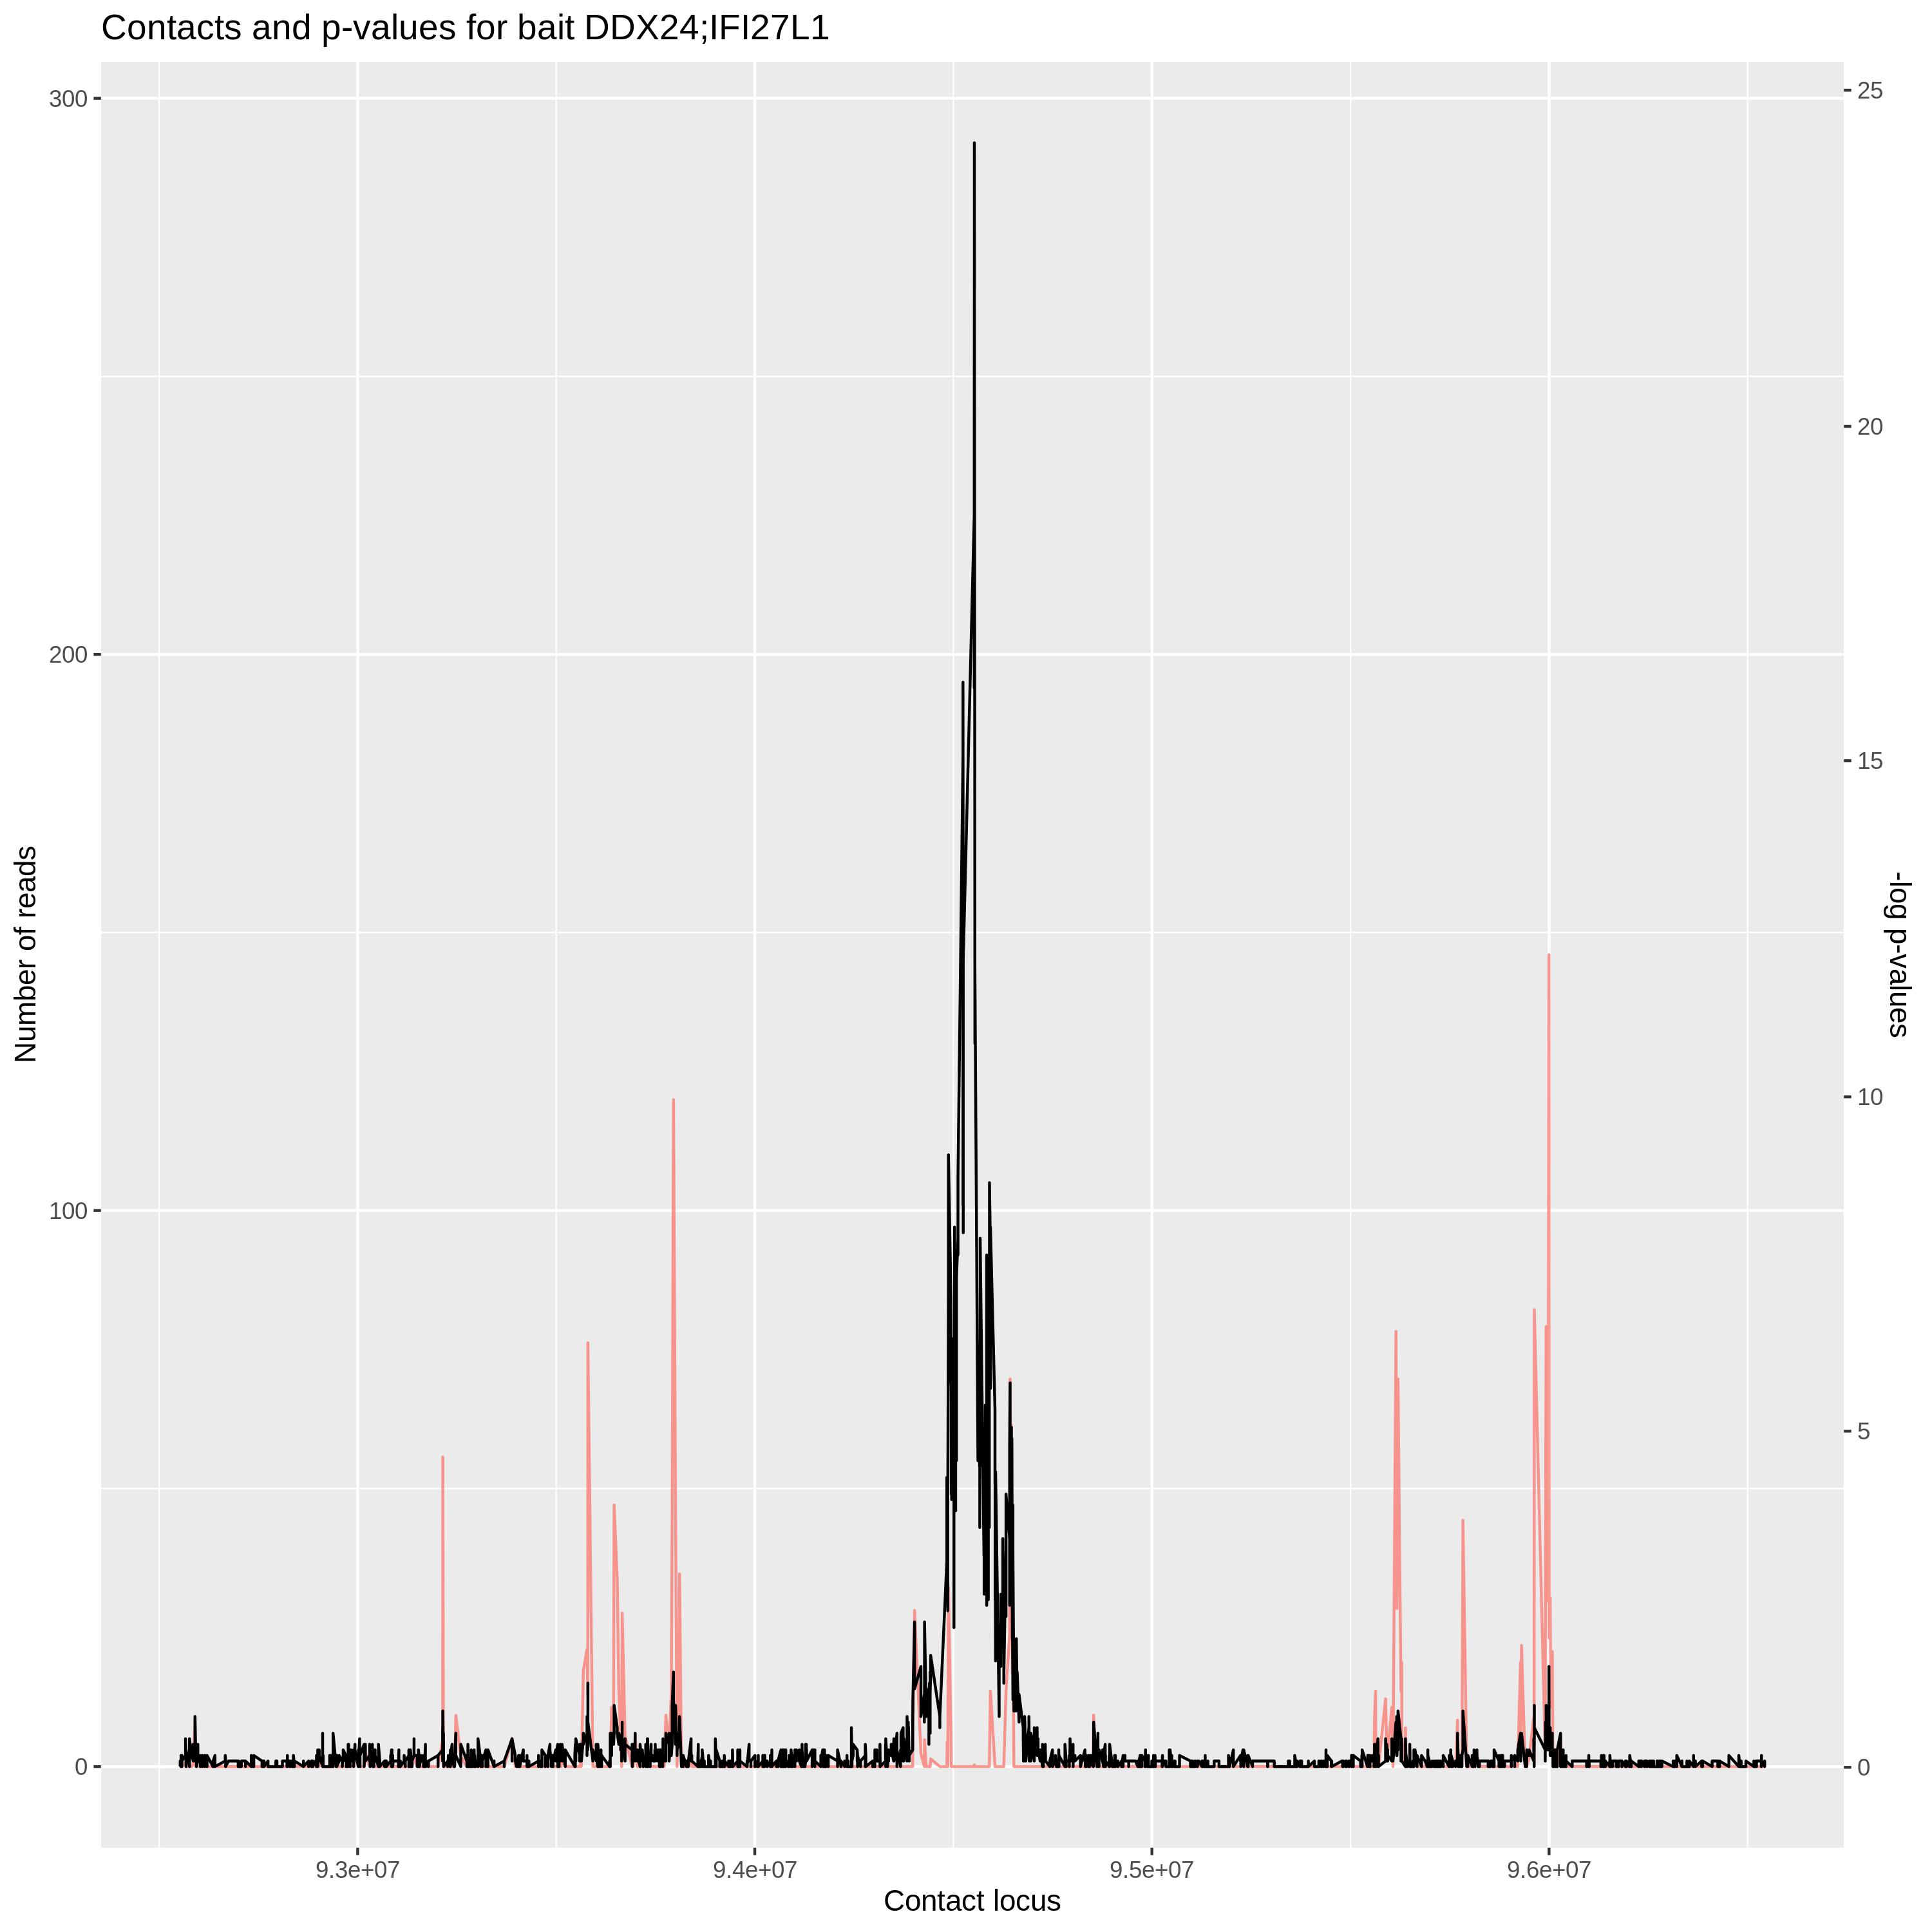 Contacts and p-values for bait DDX24;IFI27L1
300
200
100
0
Number of reads
25
20
15
10
5
0
-log p-values
9.3e+07
9.4e+07
9.5e+07
9.6e+07
Contact locus